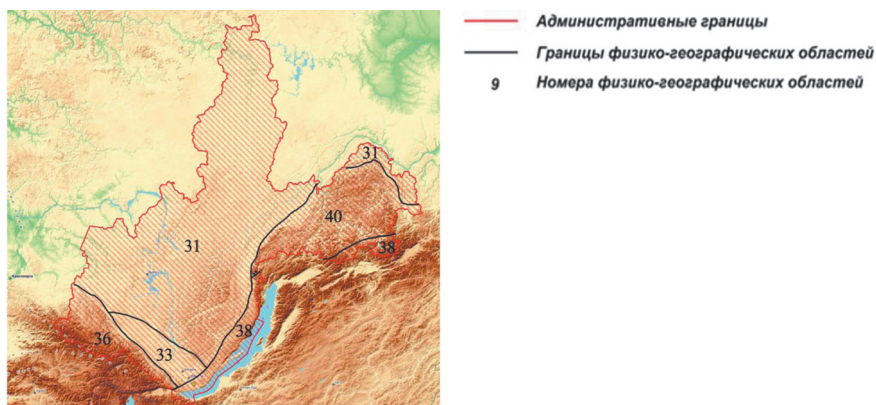 Административные границы
Границы физико-географических областей
9 Номера физико-географических областей
31
40
31
38
38
36
33